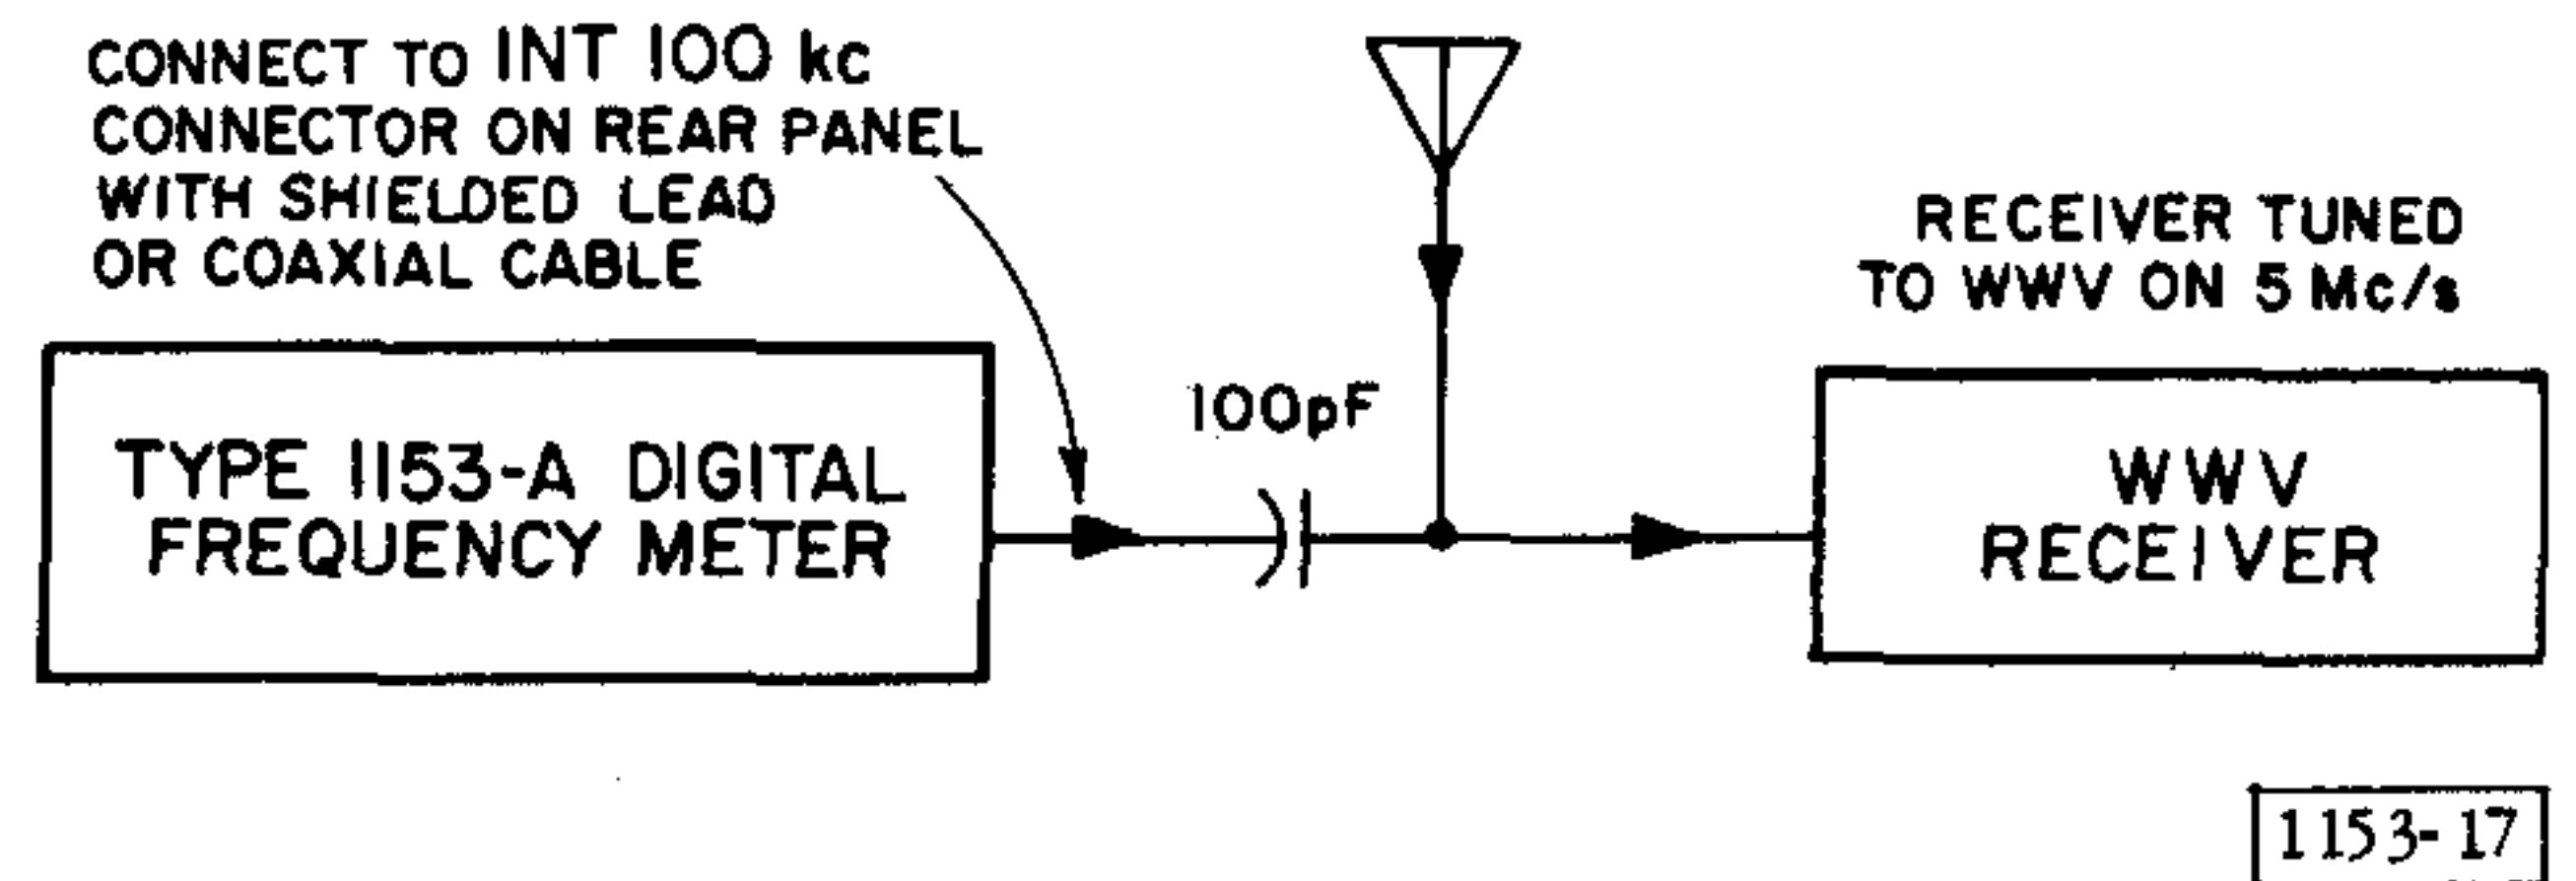 CONNECT TO INT 100 kc
CONNECTOR ON REAR PANEL
WITH SHIELDED LEAD
OR COAXIAL CABLE
RECEIVER TUNED
TO WWV ON 5 Mc/s
100pF
TYPE 1153-A DIGITAL
FREQUENCY METER
WWV
RECEIVER
1153-17